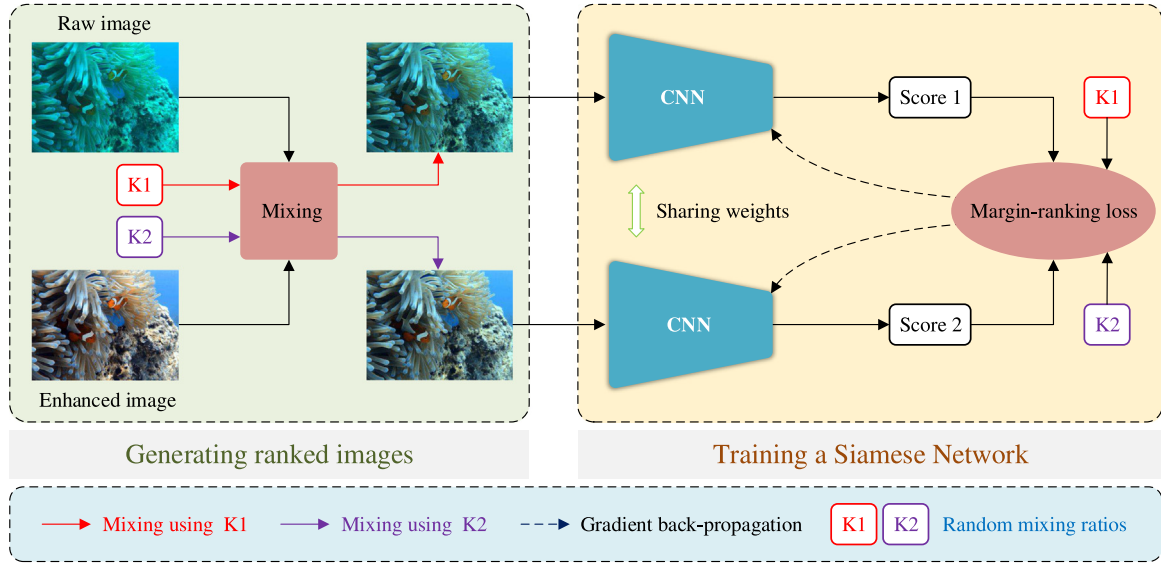 Raw image
K1
K2
Mixing
Enhanced image
CNN
Score 1
K1
Sharing weights
Margin-ranking loss
CNN
Score 2
K2
Generating ranked images
Training a Siamese Network
Mixing using K1
Mixing using K2
Gradient back-propagation
K1
K2
Random mixing ratios